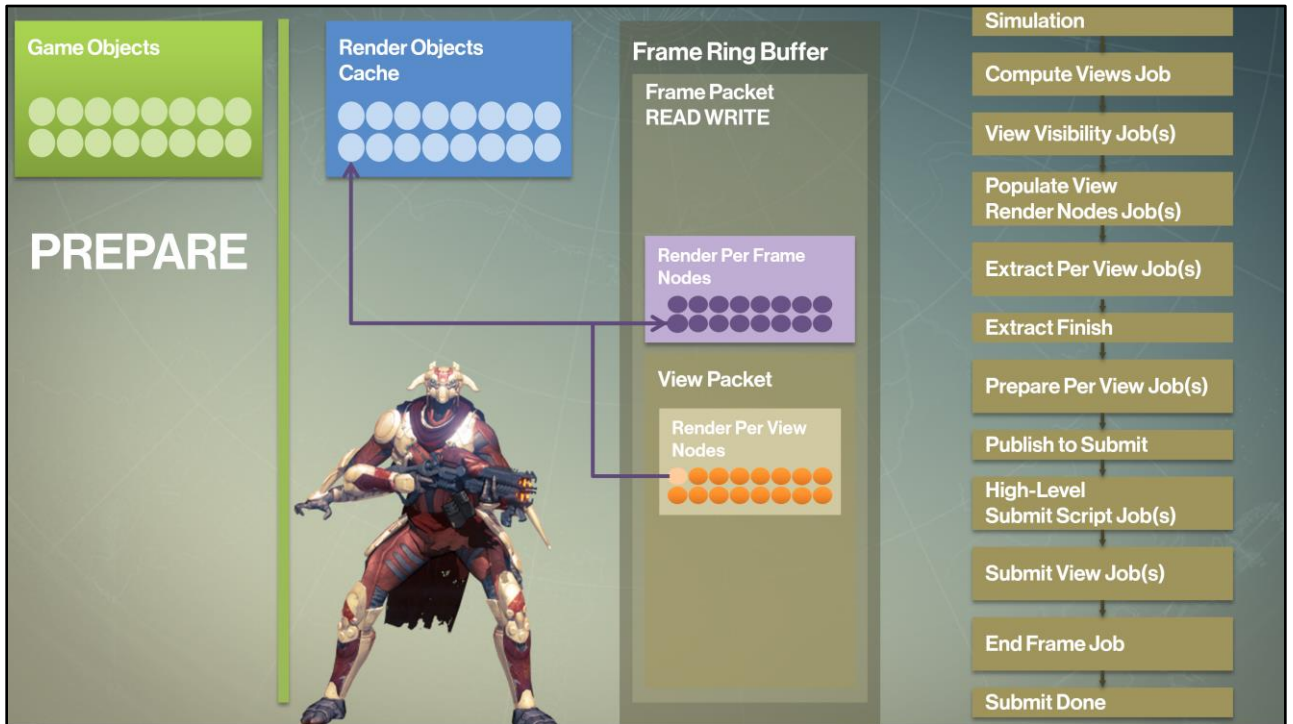 Game Objects
PREPARE
Render Objects
Cache
Frame Ring Buffer
Frame Packet
READ WRITE
Render Per Frame
Nodes
View Packet
Render Per View
Nodes
Simulation
Compute Views Job
View Visibility Job(s)
Populate View
Render Nodes Job(s)
Extract Per View Job(s)
Extract Finish
Prepare Per View Job(s)
Publish to Submit
High-Level
Submit Script Job(s)
Submit View Job(s)
End Frame Job
Submit Done